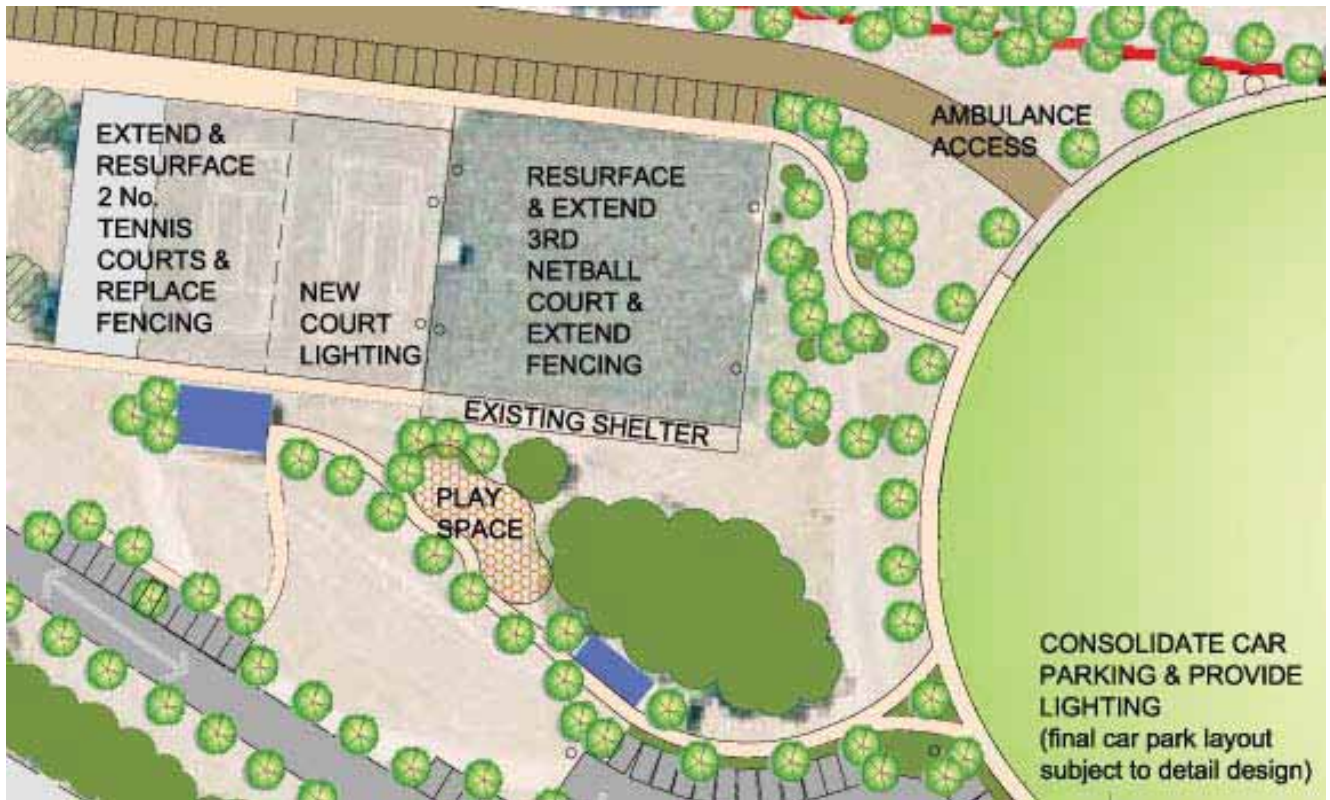 EXTEND &
RESURFACE
2 No.
TENNIS
COURTS &
REPLACE
FENCING
NEW
COURT
LIGHTING
RESURFACE
& EXTEND
3RD
NETBALL
COURT &
EXTEND
FENCING
AMBULANCE
ACCESS
EXISTING SHELTER
PLAY
SPACE
CONSOLIDATE CAR
PARKING & PROVIDE
LIGHTING
(final car park layout
subject to detail design)